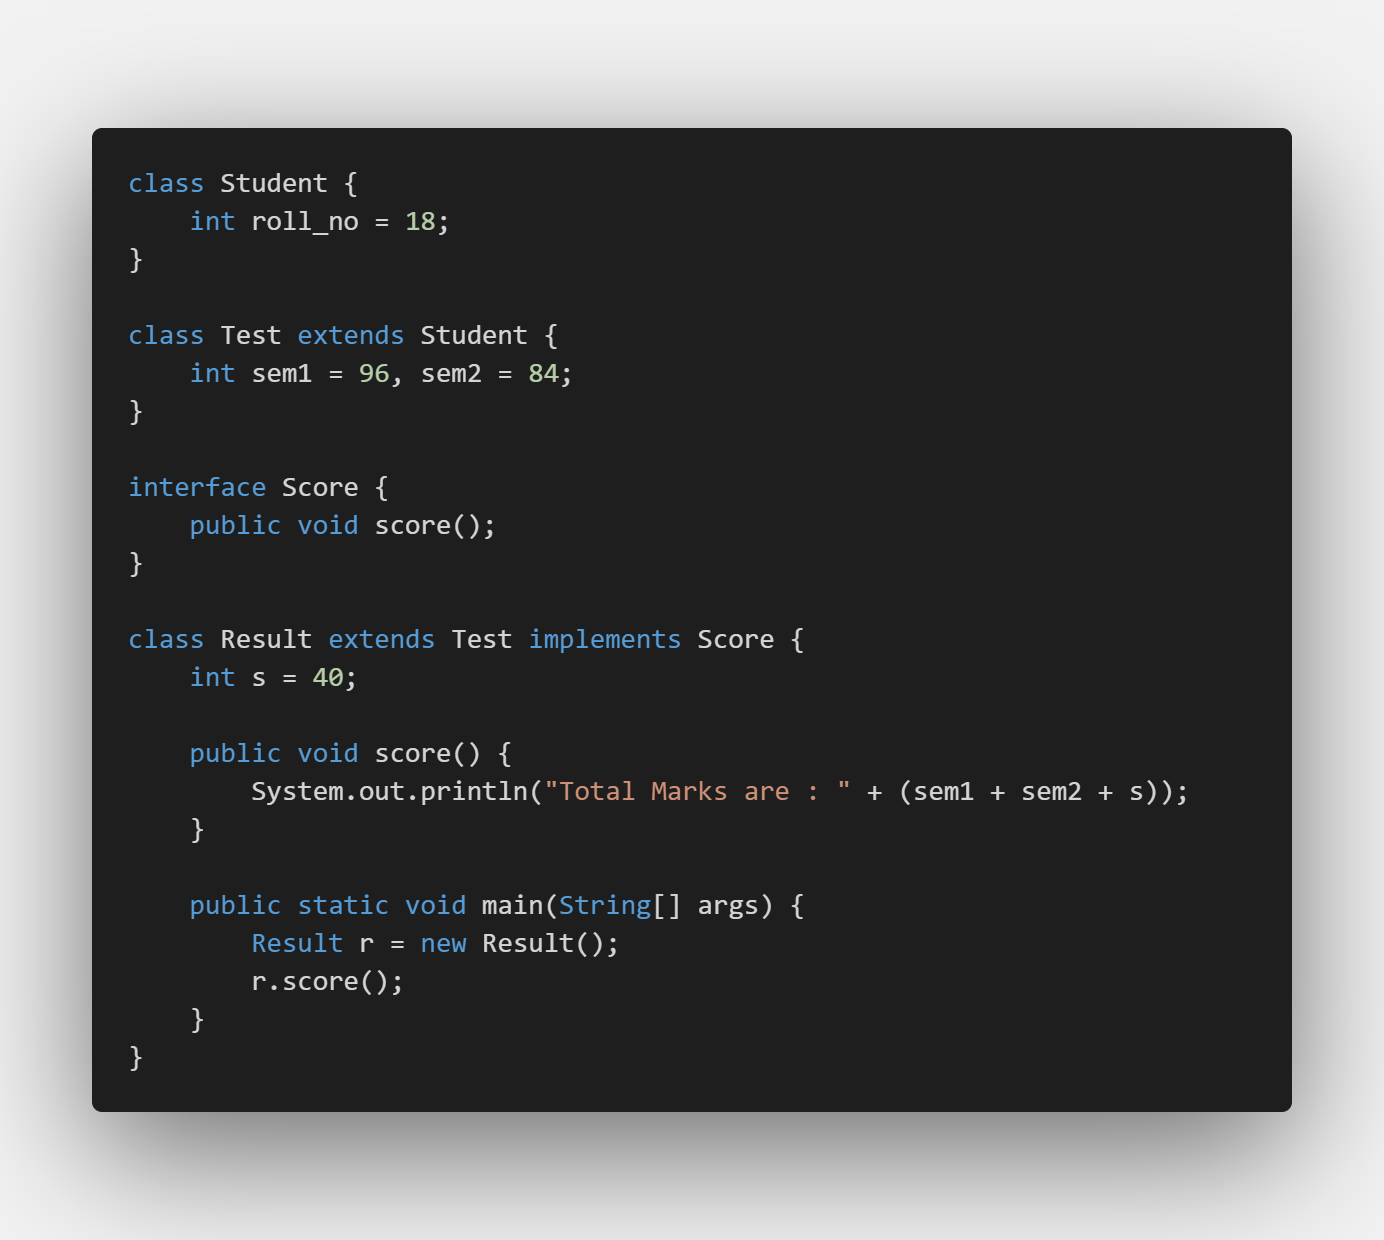 class Student {
    int roll_no = 18;
}

class Test extends Student {
    int sem1 = 96, sem2 = 84;
}

interface Score {
    public void score();
}

class Result extends Test implements Score {
    int s = 40;

    public void score() {
        System.out.println("Total Marks are : " + (sem1 + sem2 + s));
    }

    public static void main(String[] args) {
        Result r = new Result();
        r.score();
    }
}